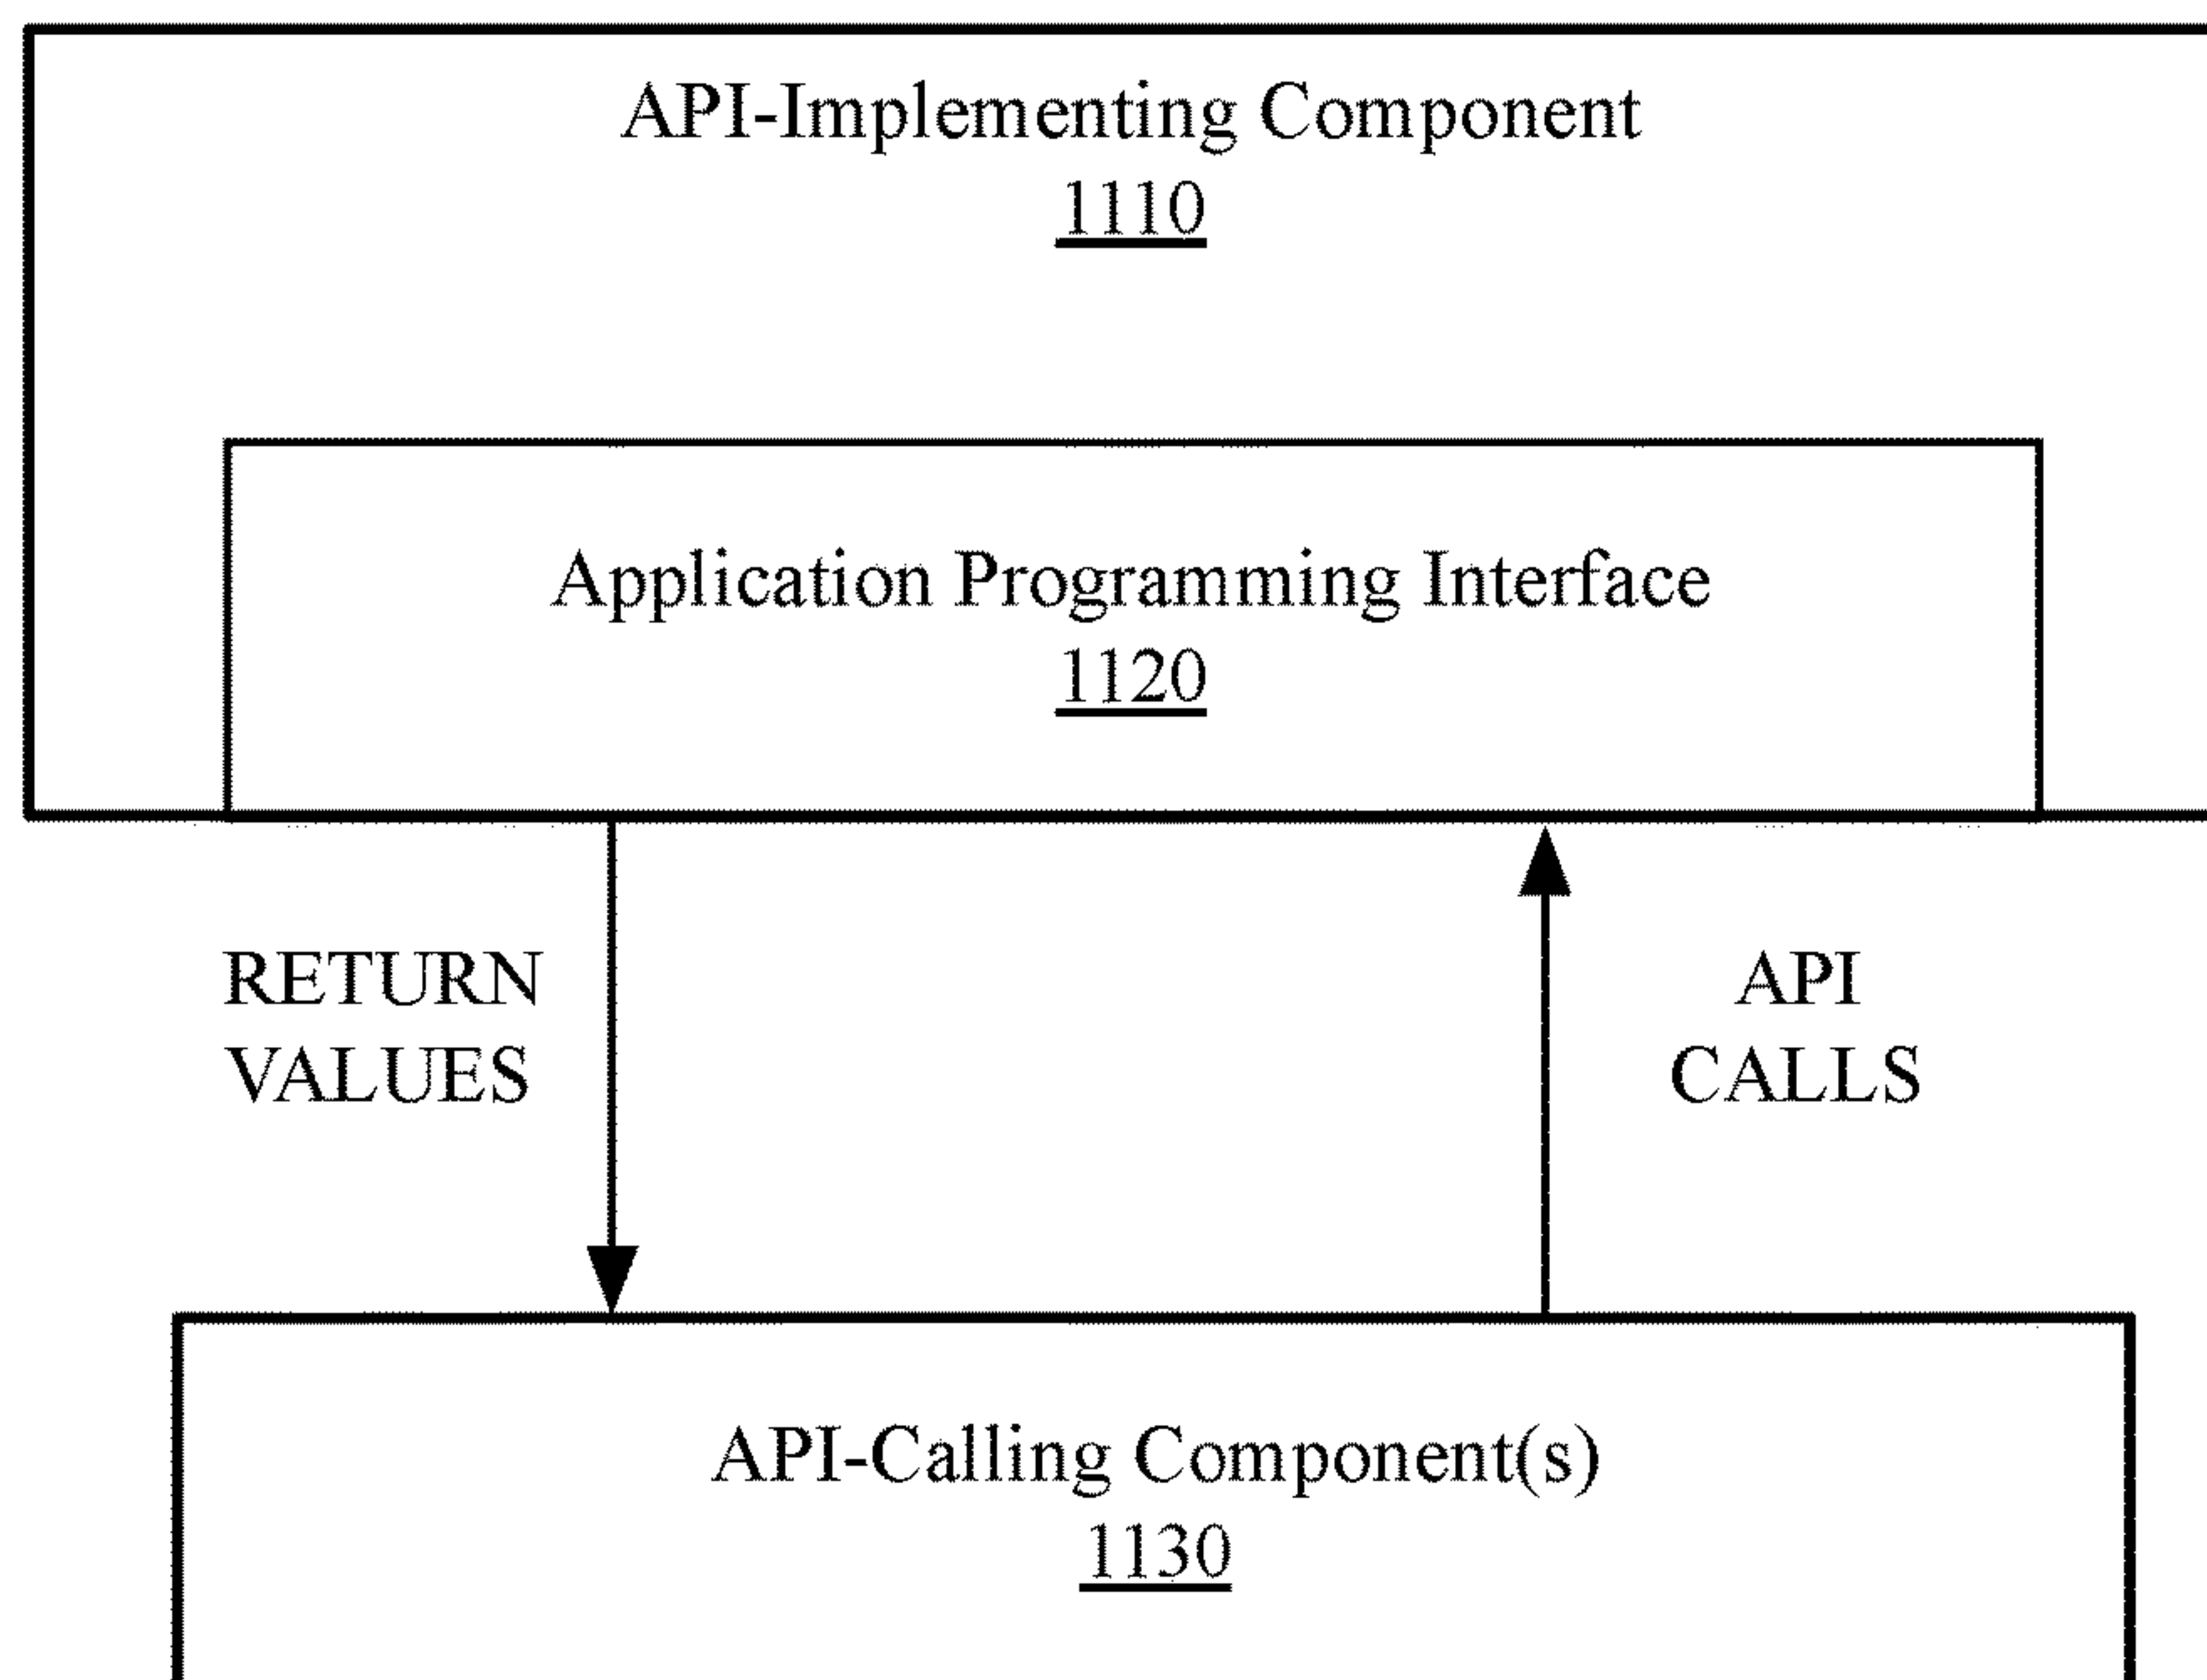 API-Implementing Component
1110
Application Programming Interface
1120
RETURN
VALUES
API
CALLS
API-Calling Component(s)
1130